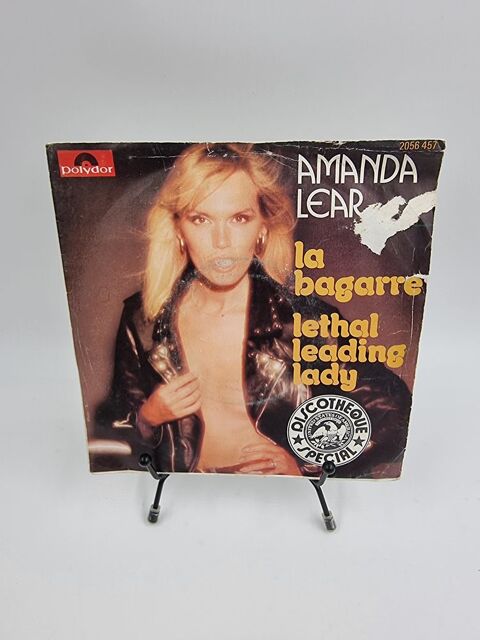 2056 457
Polydor
AMANDA
LEAR
la
bagarre
lethal
leading
lady
DISCOTHEQUE
SPECIAL